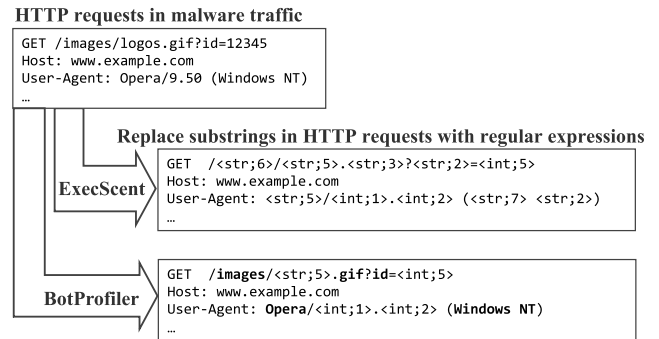 HTTP requests in malware traffic
GET /images/logos.gif?id=12345
Host: www.example.com
User-Agent: Opera/9.50 (Windows NT)
…
Replace substrings in HTTP requests with regular expressions
ExecScent
GET /<str;6>/<str;5>.<str;3>?<str;2>=<int;5>
Host: www.example.com
User-Agent: <str;5>/<int;1>.<int;2> (<str;7> <str;2>)
…
BotProfiler
GET /images/<str;5>.gif?id=<int;5>
Host: www.example.com
User-Agent: Opera/<int;1>.<int;2> (Windows NT)
…